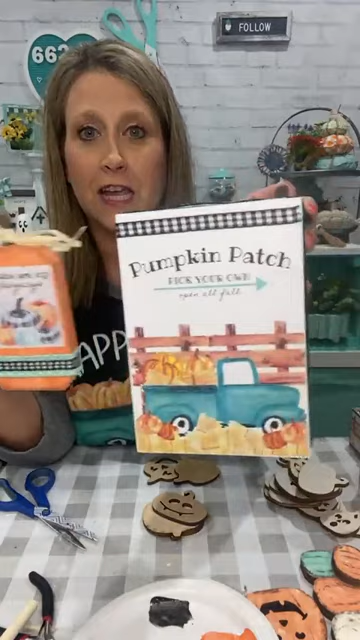 662
FOLLOW
Pumpkin Patch
PICK YOUR OWN
open all fall
APP